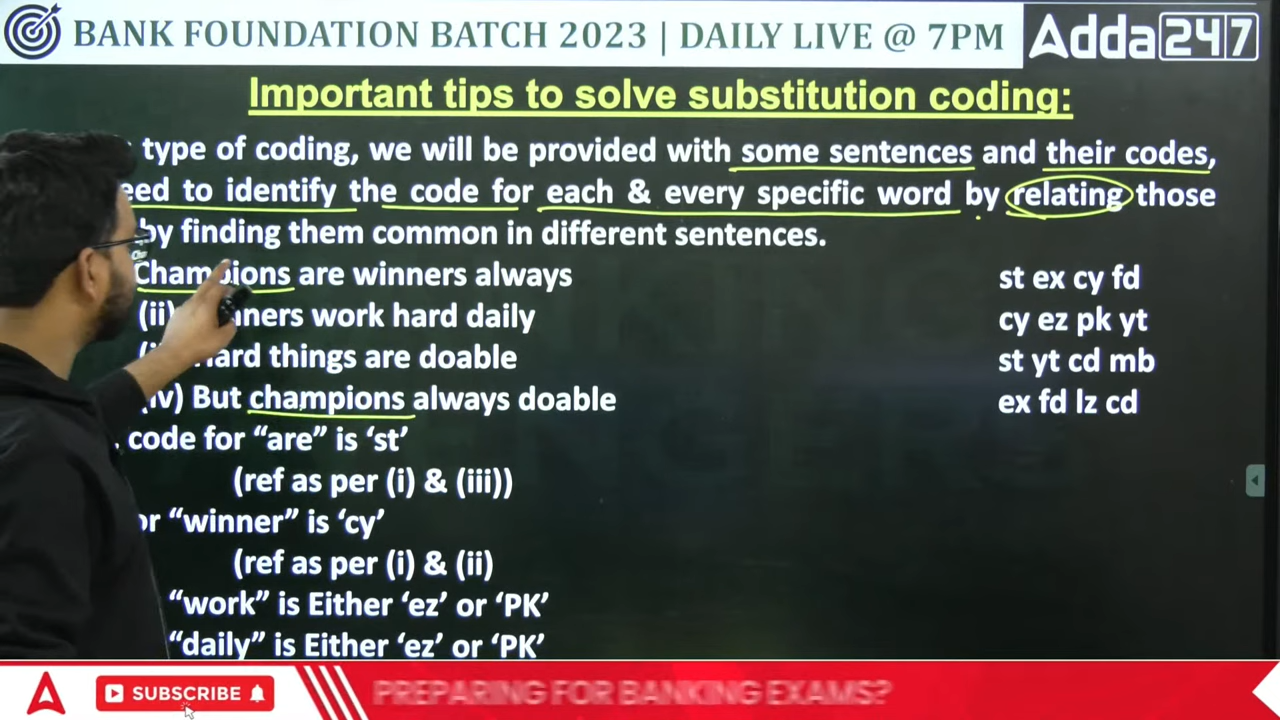 BANK FOUNDATION BATCH 2023 | DAILY LIVE @ 7PM
Adda 247
Important tips to solve substitution coding:
type of coding, we will be provided with some sentences and their codes,
to identify the code for each & every specific word by relating those
by finding them common in different sentences.
Champions are winners always st ex cy fd
(ii) work hard daily cy ez pk yt
things are doable st yt cd mb
(iv) But champions always doable ex fd lz cd
code for “are” is ‘st’
(ref as per (i) & (iii))
“winner” is ‘cy’
(ref as per (i) & (ii)
“work” is Either ‘ez’ or ‘PK’
“daily” is Either ‘ez’ or ‘PK’
SUBSCRIBE
PREPARING FOR BANKING EXAMS?